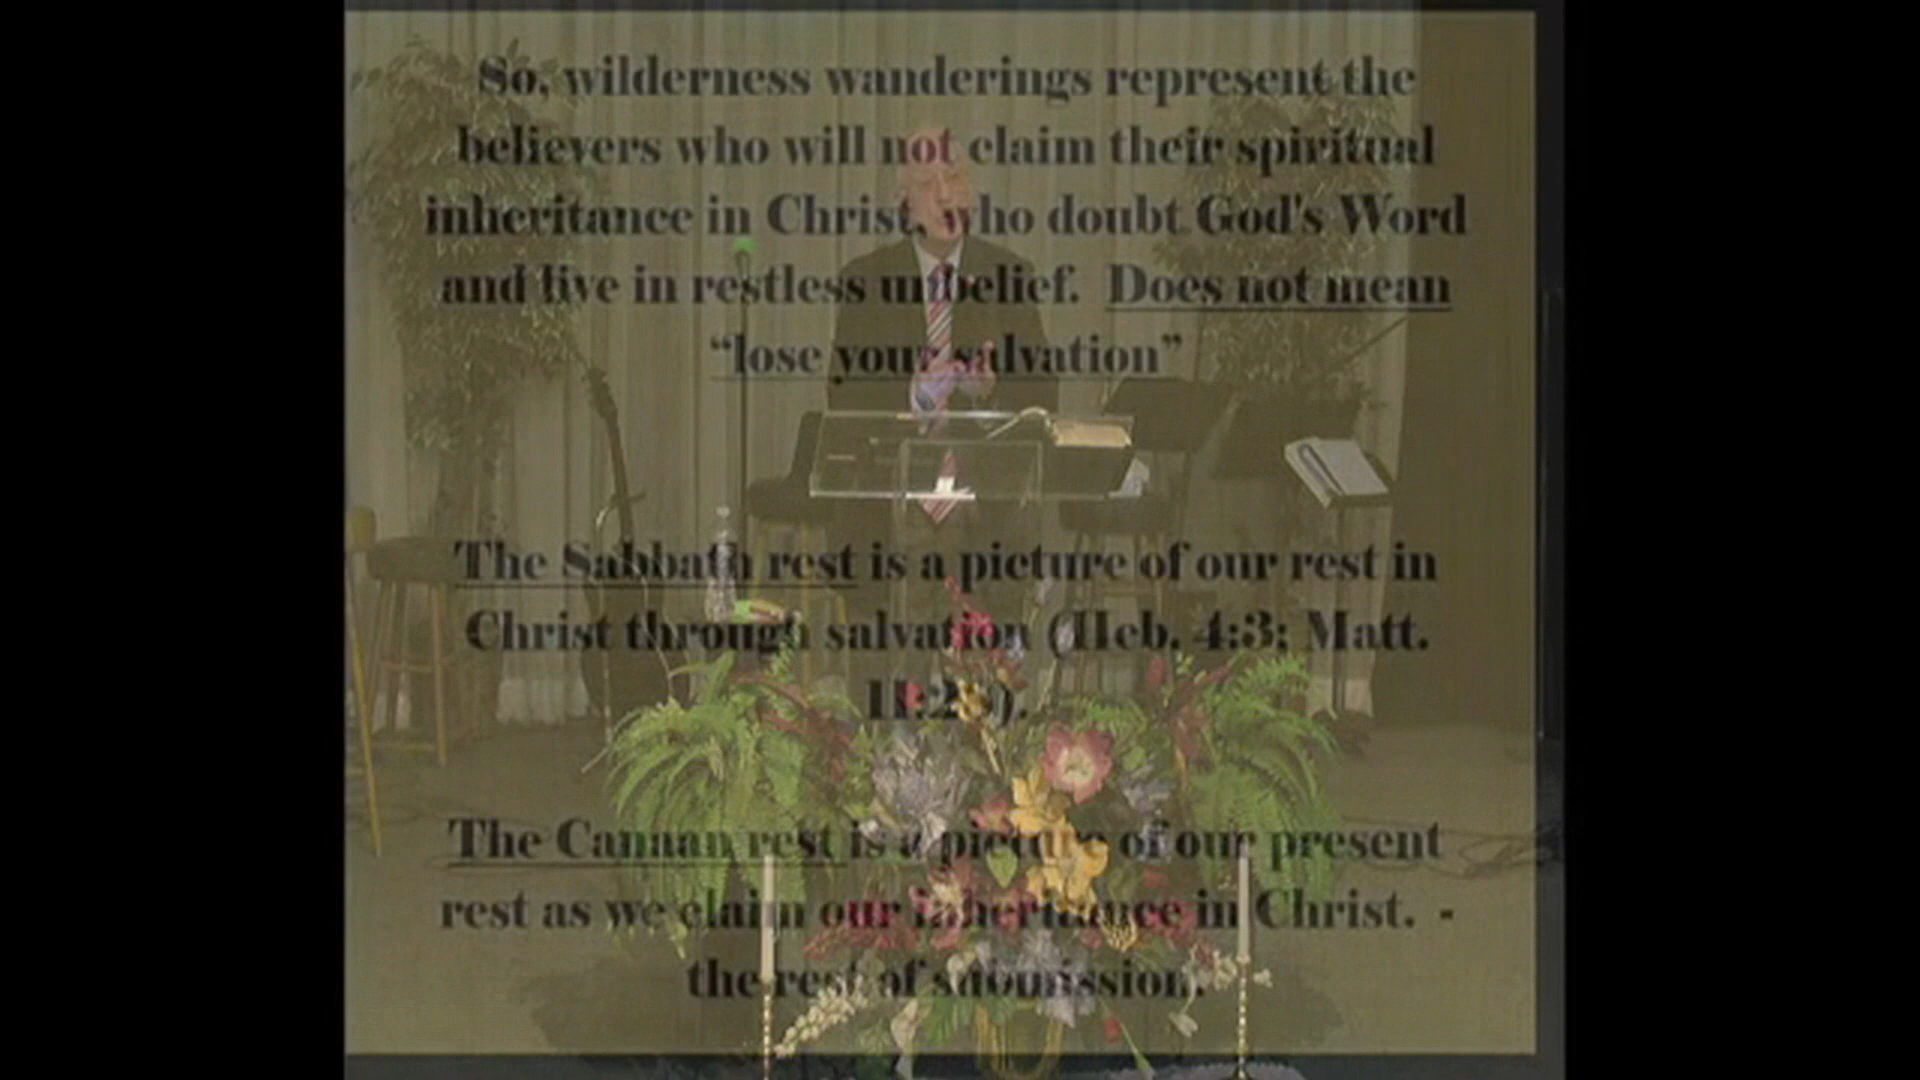 So, wilderness wanderings represent the
believers who will not claim their spiritual
inheritance in Christ, who doubt God's Word
and live in restless unbelief. Does not mean
“lose your salvation”
The Sabbath rest is a picture of our rest in
Christ through salvation (Heb. 4:3; Matt.
The Canaan rest is a picture of our present
rest as we claim our inheritance in Christ. -
the rest of submission.